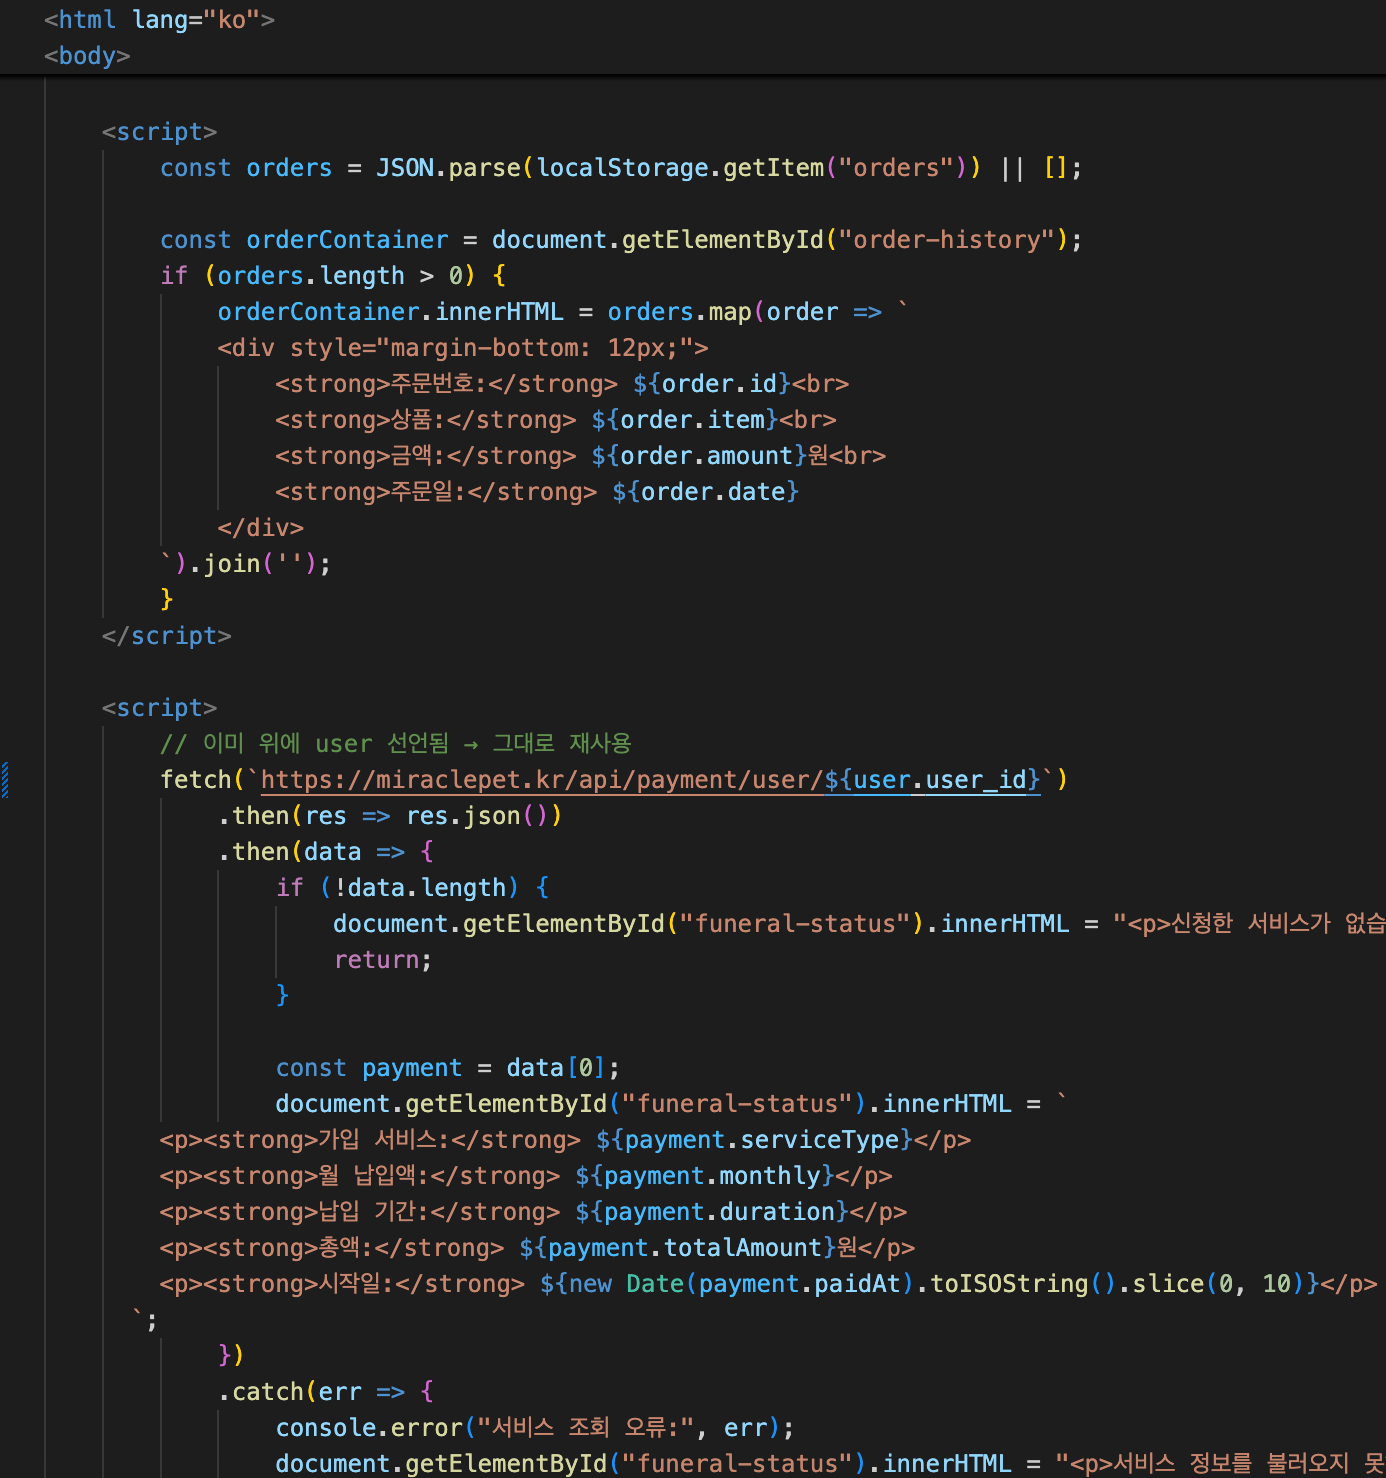 <html lang="ko">
<body>
<script>
const orders = JSON.parse(localStorage.getItem("orders")) || [];
const orderContainer = document.getElementById("order-history");
if (orders.length > 0) {
orderContainer.innerHTML = orders.map(order => `
<div style="margin-bottom: 12px;">
<strong>주문번호:</strong> ${order.id}<br>
<strong>상품:</strong> ${order.item}<br>
<strong>금액:</strong> ${order.amount}원<br>
<strong>주문일:</strong> ${order.date}
</div>
`).join('');
}
</script>
<script>
// 이미 위에 user 선언됨 → 그대로 재사용
fetch(`https://miraclepet.kr/api/payment/user/${user.user_id}`)
.then(res => res.json())
.then(data => {
if (!data.length) {
document.getElementById("funeral-status").innerHTML = "<p>신청한 서비스가 없습
return;
}
const payment = data[0];
document.getElementById("funeral-status").innerHTML = `
<p><strong>가입 서비스:</strong> ${payment.serviceType}</p>
<p><strong>월 납입액:</strong> ${payment.monthly}</p>
<p><strong>납입 기간:</strong> ${payment.duration}</p>
<p><strong>총액:</strong> ${payment.totalAmount}원</p>
<p><strong>시작일:</strong> ${new Date(payment.paidAt).toISOString().slice(0, 10)}</p>
`;
})
.catch(err => {
console.error("서비스 조회 오류:", err);
document.getElementById("funeral-status").innerHTML = "<p>서비스 정보를 불러오지 못